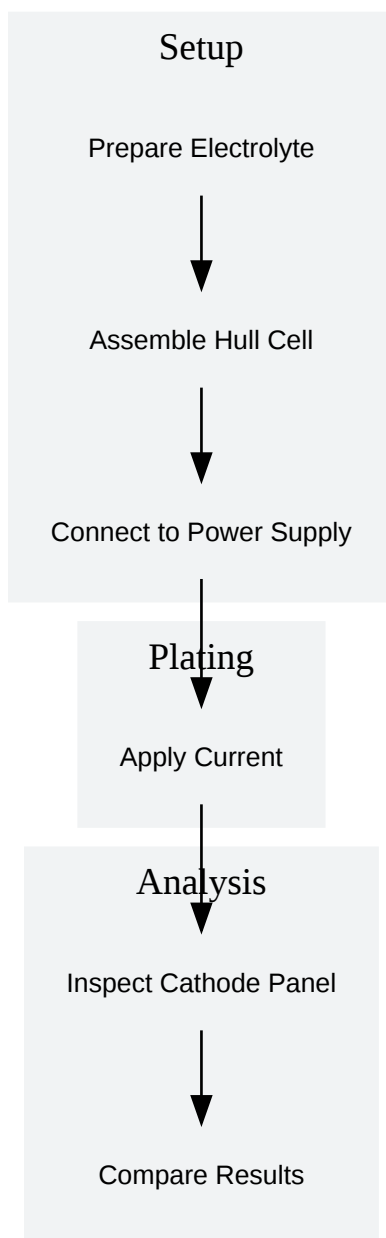 Setup
Prepare Electrolyte
Assemble Hull Cell
Connect to Power Supply
Plating
Apply Current
Analysis
Inspect Cathode Panel
Compare Results